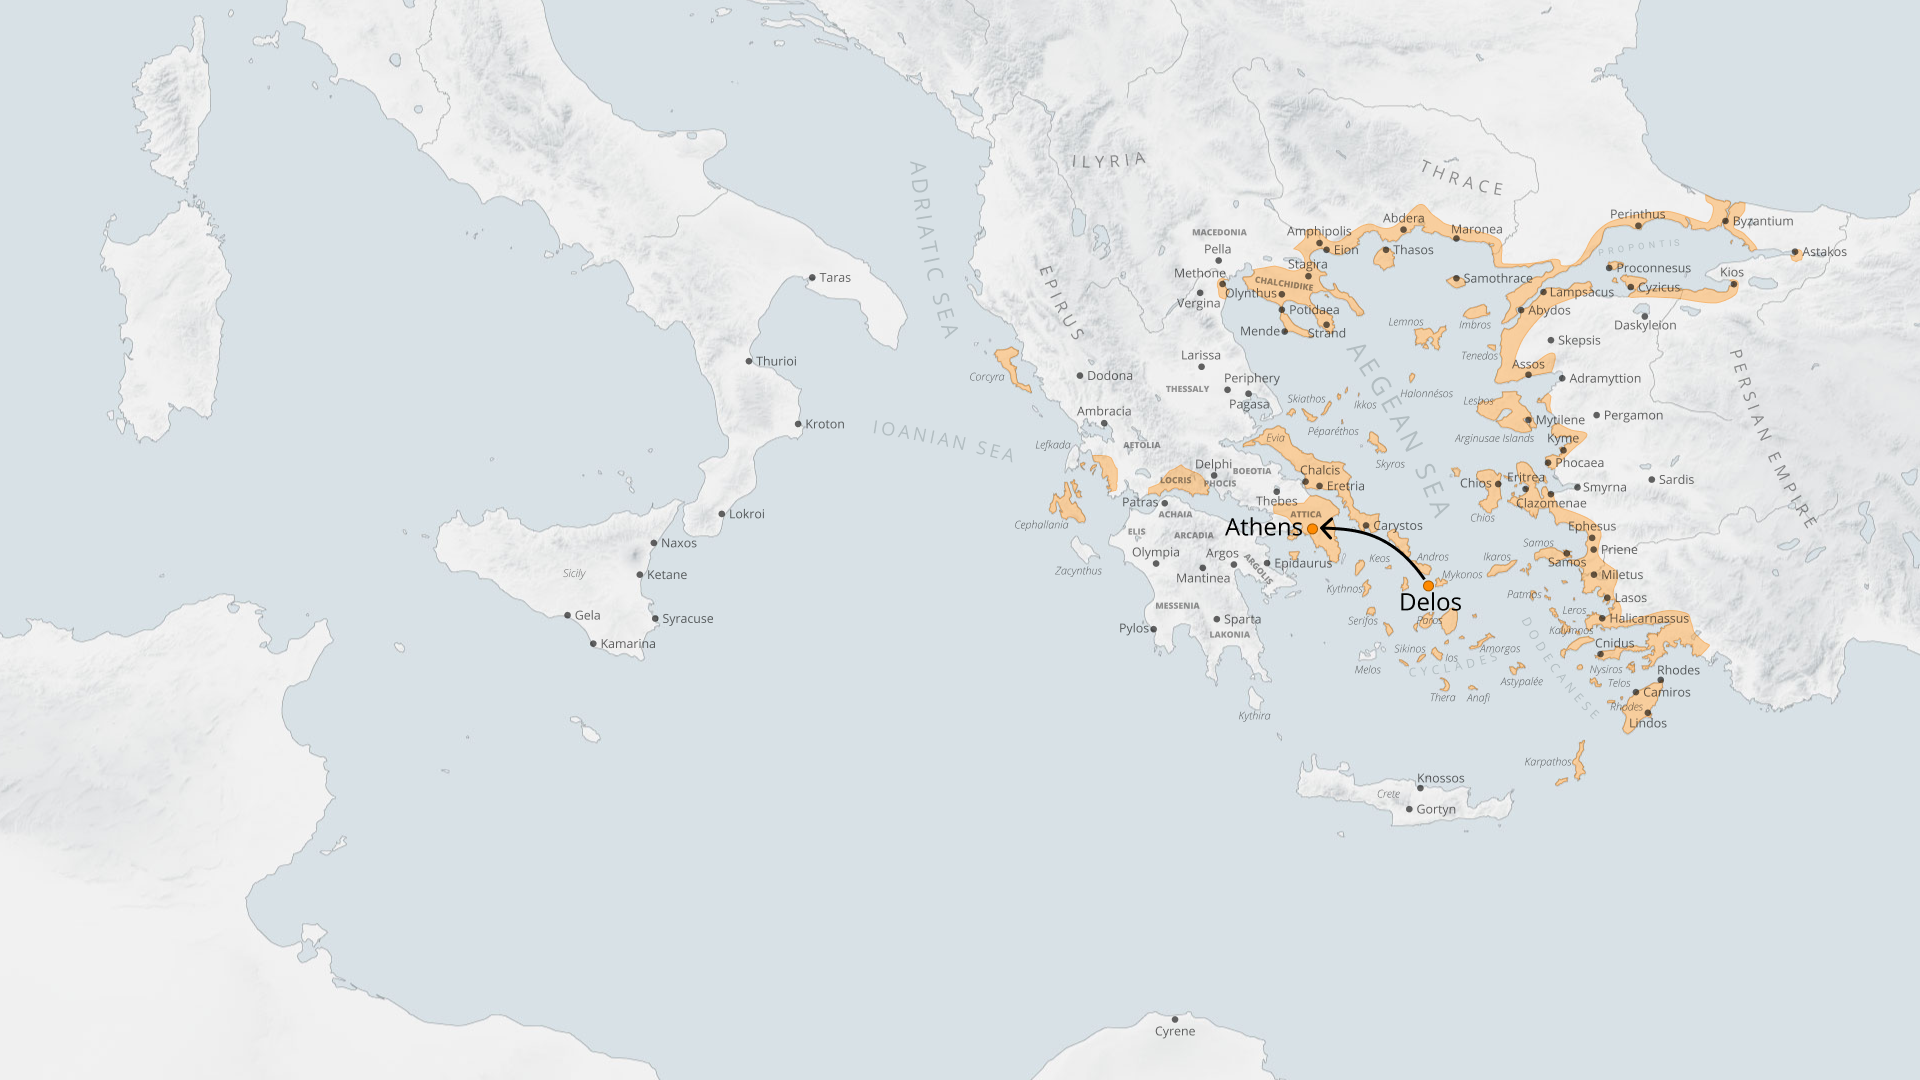 ILYRIA
THRACE
ADRIATIC SEA
EPIRUS
IOANIAN SEA
AEGEAN SEA
PROPONTIS
PERSIAN EMPIRE
CYCLADES
DODECANESE
MACEDONIA
Pella
Methone
Vergina
Amphipolis
Eion
Stagira
CHALCHIDIKE
Olynthus
Potidaea
Mende
Strand
Abdera
Maronea
Thasos
Samothrace
Perinthus
Byzantium
Astakos
Proconnesus
Kios
Cyzicus
Lampsacus
Abydos
Daskyleion
Skepsis
Lemnos
Imbros
Tenedos
Assos
Adramyttion
Taras
Thurioi
Kroton
Lokroi
Naxos
Ketane
Sicily
Gela
Syracuse
Kamarina
Corcyra
Dodona
Larissa
THESSALY
Periphery
Pagasa
Ambracia
Lefkada
AETOLIA
Skiathos
Ikkos
Halonnésos
Péparéthos
Skyros
Lesbos
Mytilene
Arginusae Islands
Pergamon
Kyme
Phocaea
Sardis
Smyrna
Chios
Chios
Eritrea
Clazomenae
Evia
Chalcis
Eretria
Delphi
BOEOTIA
LOCRIS
PHOCIS
Thebes
Patras
ACHAIA
Cephallania
ATTICA
Athens
Carystos
ELIS
ARCADIA
Olympia
Argos
ARGOLIS
Epidaurus
Mantinea
Zacynthus
MESSENIA
Pylos
Sparta
LAKONIA
Kythira
Keos
Andros
Kythnos
Mykonos
Delos
Serifos
Paros
Sikinos
Ios
Amorgos
Melos
Thera
Anafi
Astypalée
Ikaros
Samos
Samos
Ephesus
Priene
Miletus
Patmos
Leros
Lasos
Kalymnos
Halicarnassus
Cnidus
Nysiros
Telos
Rhodes
Camiros
Rhodes
Lindos
Karpathos
Knossos
Crete
Gortyn
Cyrene